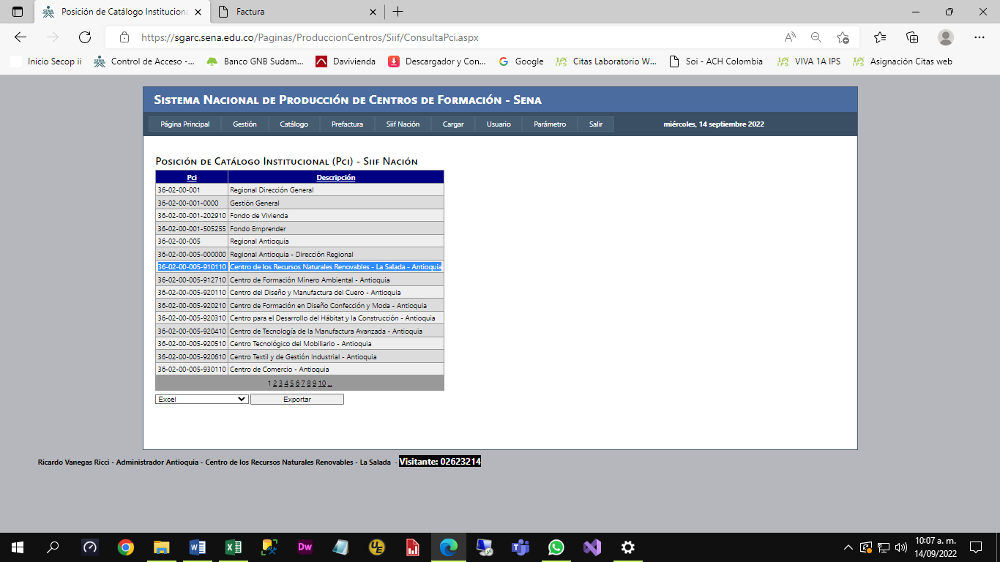 Posición de Catálogo Instituciona
Factura
https://sgarc.sena.edu.co/Paginas/ProduccionCentros/Siif/ConsultaPci.aspx
Inicio Secop ii
Control de Acceso -...
Banco GNB Sudam...
Davivienda
Descargador y Con...
Google
Citas Laboratorio W...
Soi - ACH Colombia
VIVA 1A IPS
Asignación Citas web
Sistema Nacional de Producción de Centros de Formación - Sena
Página Principal Gestión Catálogo Prefactura Siif Nación Cargar Usuario Parámetro Salir miércoles, 14 septiembre 2022
Posición de Catálogo Institucional (Pci) - Siif Nación
Pci Descripción
36-02-00-001 Regional Dirección General
36-02-00-001-0000 Gestión General
36-02-00-001-202910 Fondo de Vivienda
36-02-00-001-505255 Fondo Emprender
36-02-00-005 Regional Antioquia
36-02-00-005-000000 Regional Antioquia - Dirección Regional
36-02-00-005-910110 Centro de los Recursos Naturales Renovables - La Salada - Antioquia
36-02-00-005-912710 Centro de Formación Minero Ambiental - Antioquia
36-02-00-005-920110 Centro del Diseño y Manufactura del Cuero - Antioquia
36-02-00-005-920210 Centro de Formación en Diseño Confección y Moda - Antioquia
36-02-00-005-920310 Centro para el Desarrollo del Hábitat y la Construcción - Antioquia
36-02-00-005-920410 Centro de Tecnología de la Manufactura Avanzada - Antioquia
36-02-00-005-920510 Centro Tecnológico del Mobiliario - Antioquia
36-02-00-005-920610 Centro Textil y de Gestión Industrial - Antioquia
36-02-00-005-930110 Centro de Comercio - Antioquia
1 2 3 4 5 6 7 8 9 10 ...
Excel Exportar
Ricardo Vanegas Ricci - Administrador Antioquia - Centro de los Recursos Naturales Renovables - La Salada - Visitante: 02623214
Dw
UE
10:07 a. m.
14/09/2022